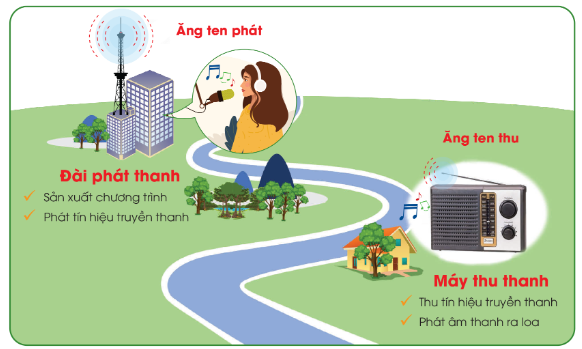 Ăng ten phát
Đài phát thanh
Sản xuất chương trình
Phát tín hiệu truyền thanh
Ăng ten thu
Máy thu thanh
Thu tín hiệu truyền thanh
Phát âm thanh ra loa